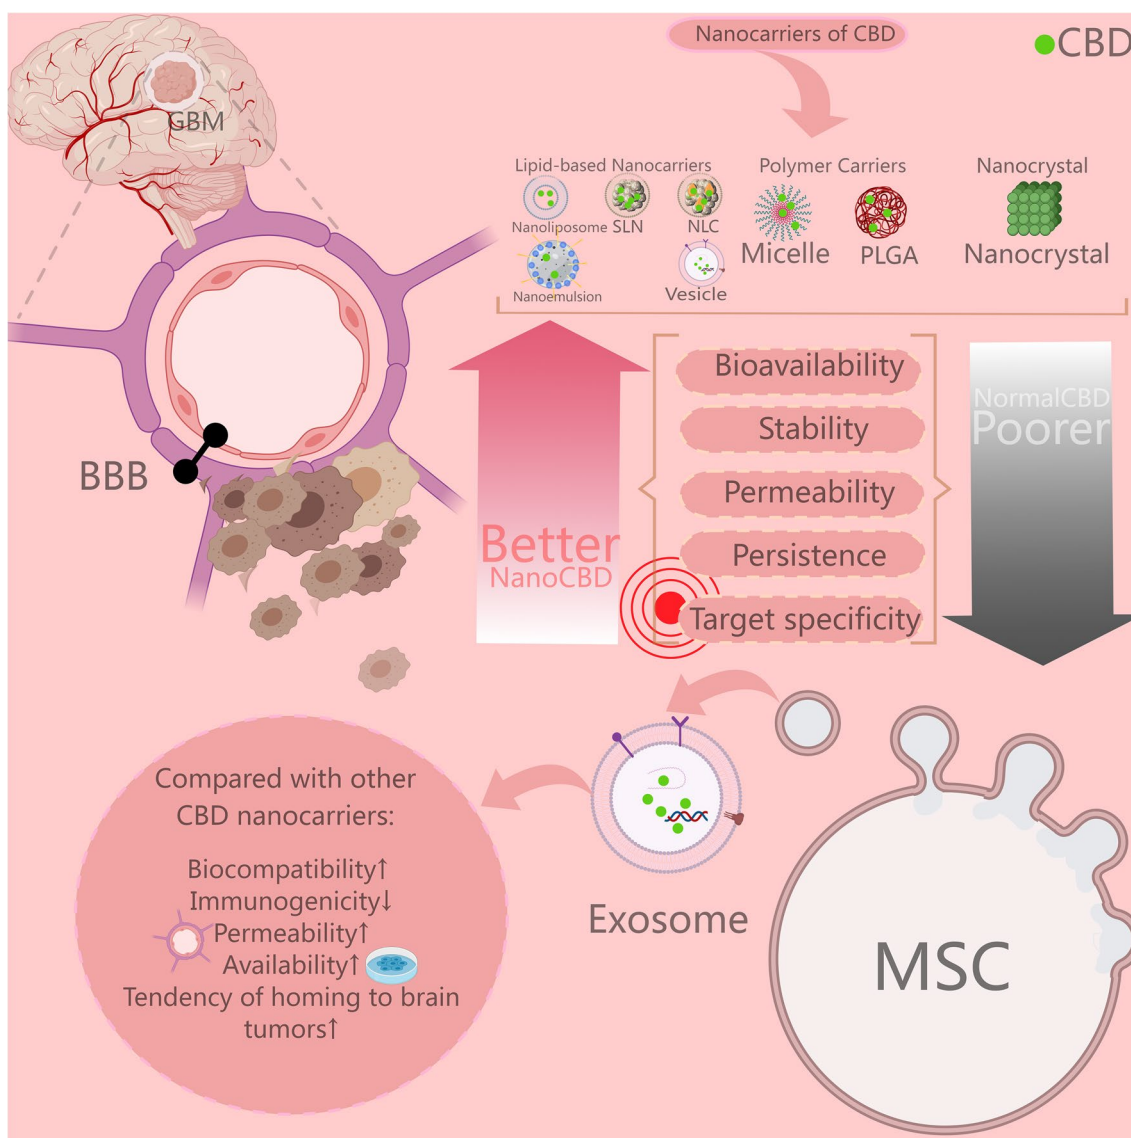 Nanocarriers of CBD
CBD
GBM
Lipid-based Nanocarriers
Polymer Carriers
Nanocrystal
Nanoliposome
SLN
NLC
Micelle
PLGA
Nanocrystal
Nanoemulsion
Vesicle
BBB
Better
NanoCBD
Bioavailability
Stability
Permeability
Persistence
Target specificity
NormalCBD
Poorer
Compared with other
CBD nanocarriers:
Biocompatibility↑
Immunogenicity↓
Permeability↑
Availability↑
Tendency of homing to brain
tumors↑
Exosome
MSC